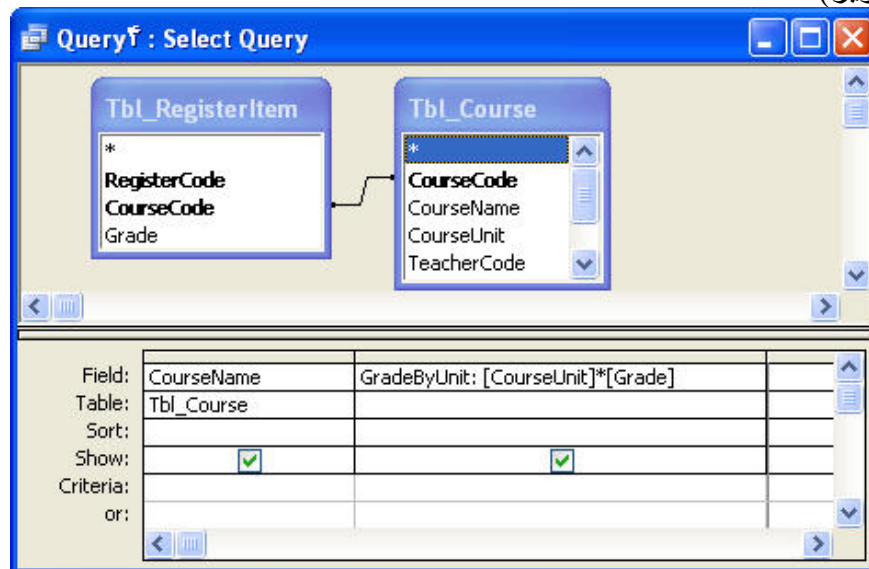 Query۴ : Select Query
Tbl_RegisterItem
*
RegisterCode
CourseCode
Grade
Tbl_Course
*
CourseCode
CourseName
CourseUnit
TeacherCode
Field: CourseName GradeByUnit: [CourseUnit]*[Grade]
Table: Tbl_Course
Sort:
Show:
Criteria:
or: